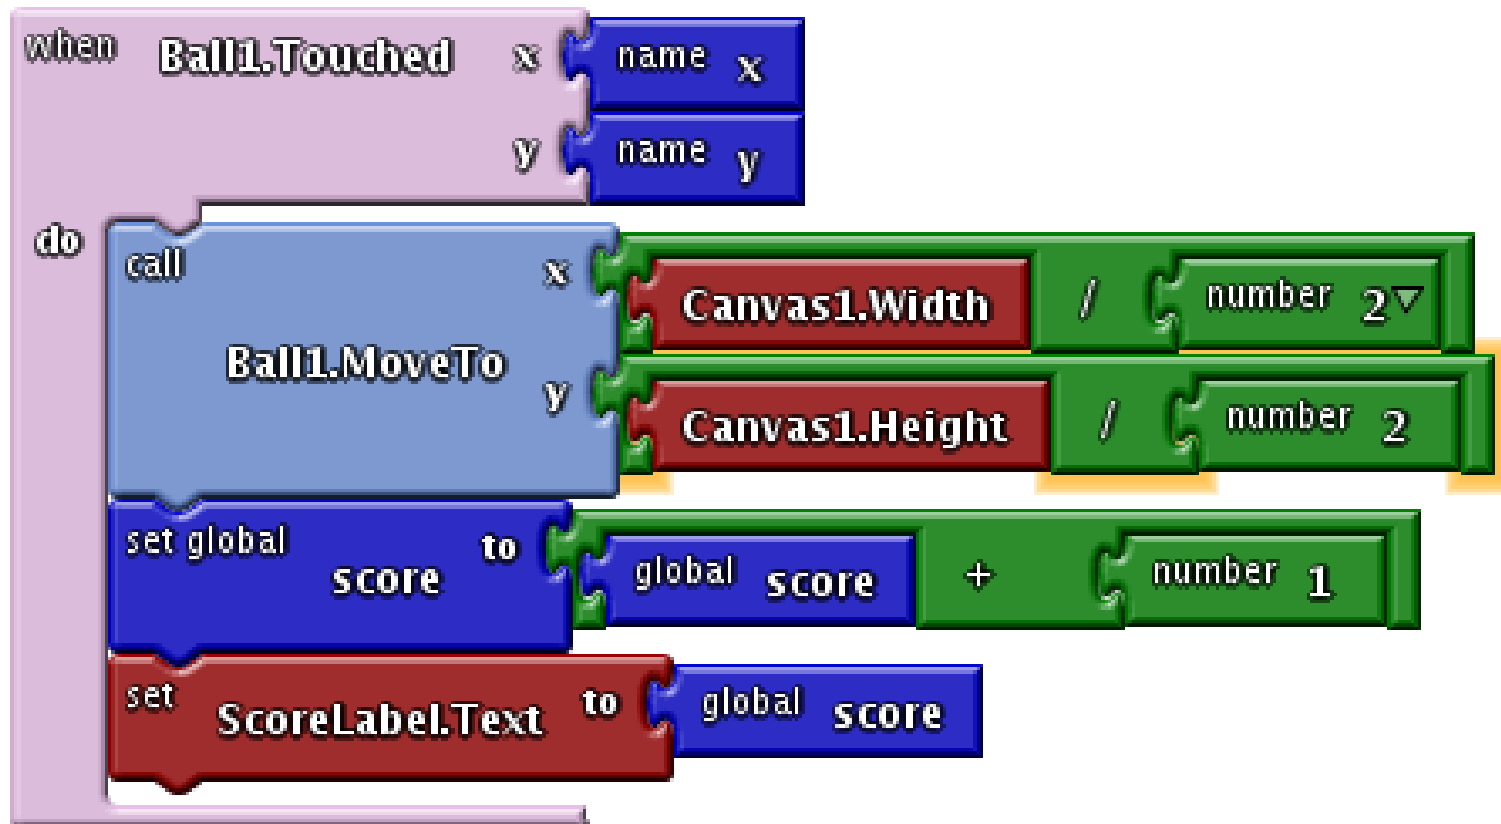 when Ball1.Touched x name x
y name y
do
call Ball1.MoveTo x Canvas1.Width / number 2
y Canvas1.Height / number 2
set global score to global score + number 1
set ScoreLabel.Text to global score